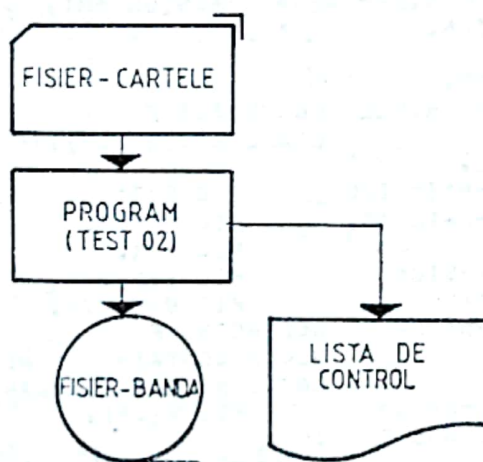 FISIER - CARTELE
PROGRAM
(TEST 02)
FISIER-BANDA
LISTA DE
CONTROL